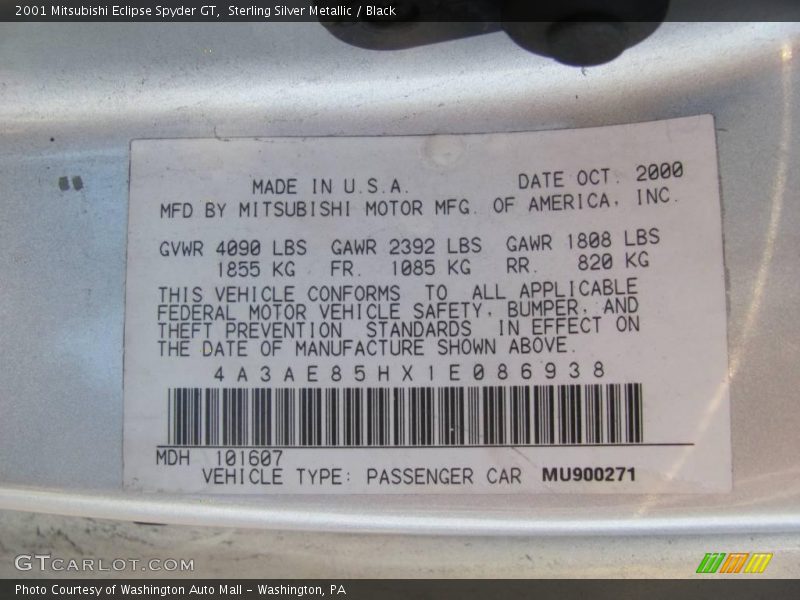 2001 Mitsubishi Eclipse Spyder GT, Sterling Silver Metallic / Black
MADE IN U.S.A. DATE OCT. 2000
MFD BY MITSUBISHI MOTOR MFG. OF AMERICA, INC.
GVWR 4090 LBS GAWR 2392 LBS GAWR 1808 LBS
1855 KG FR. 1085 KG RR. 820 KG
THIS VEHICLE CONFORMS TO ALL APPLICABLE
FEDERAL MOTOR VEHICLE SAFETY, BUMPER, AND
THEFT PREVENTION STANDARDS IN EFFECT ON
THE DATE OF MANUFACTURE SHOWN ABOVE.
4A3AE85HX1E086938
MDH 101607
VEHICLE TYPE: PASSENGER CAR MU900271
GTCARLOT.COM
Photo Courtesy of Washington Auto Mall – Washington, PA